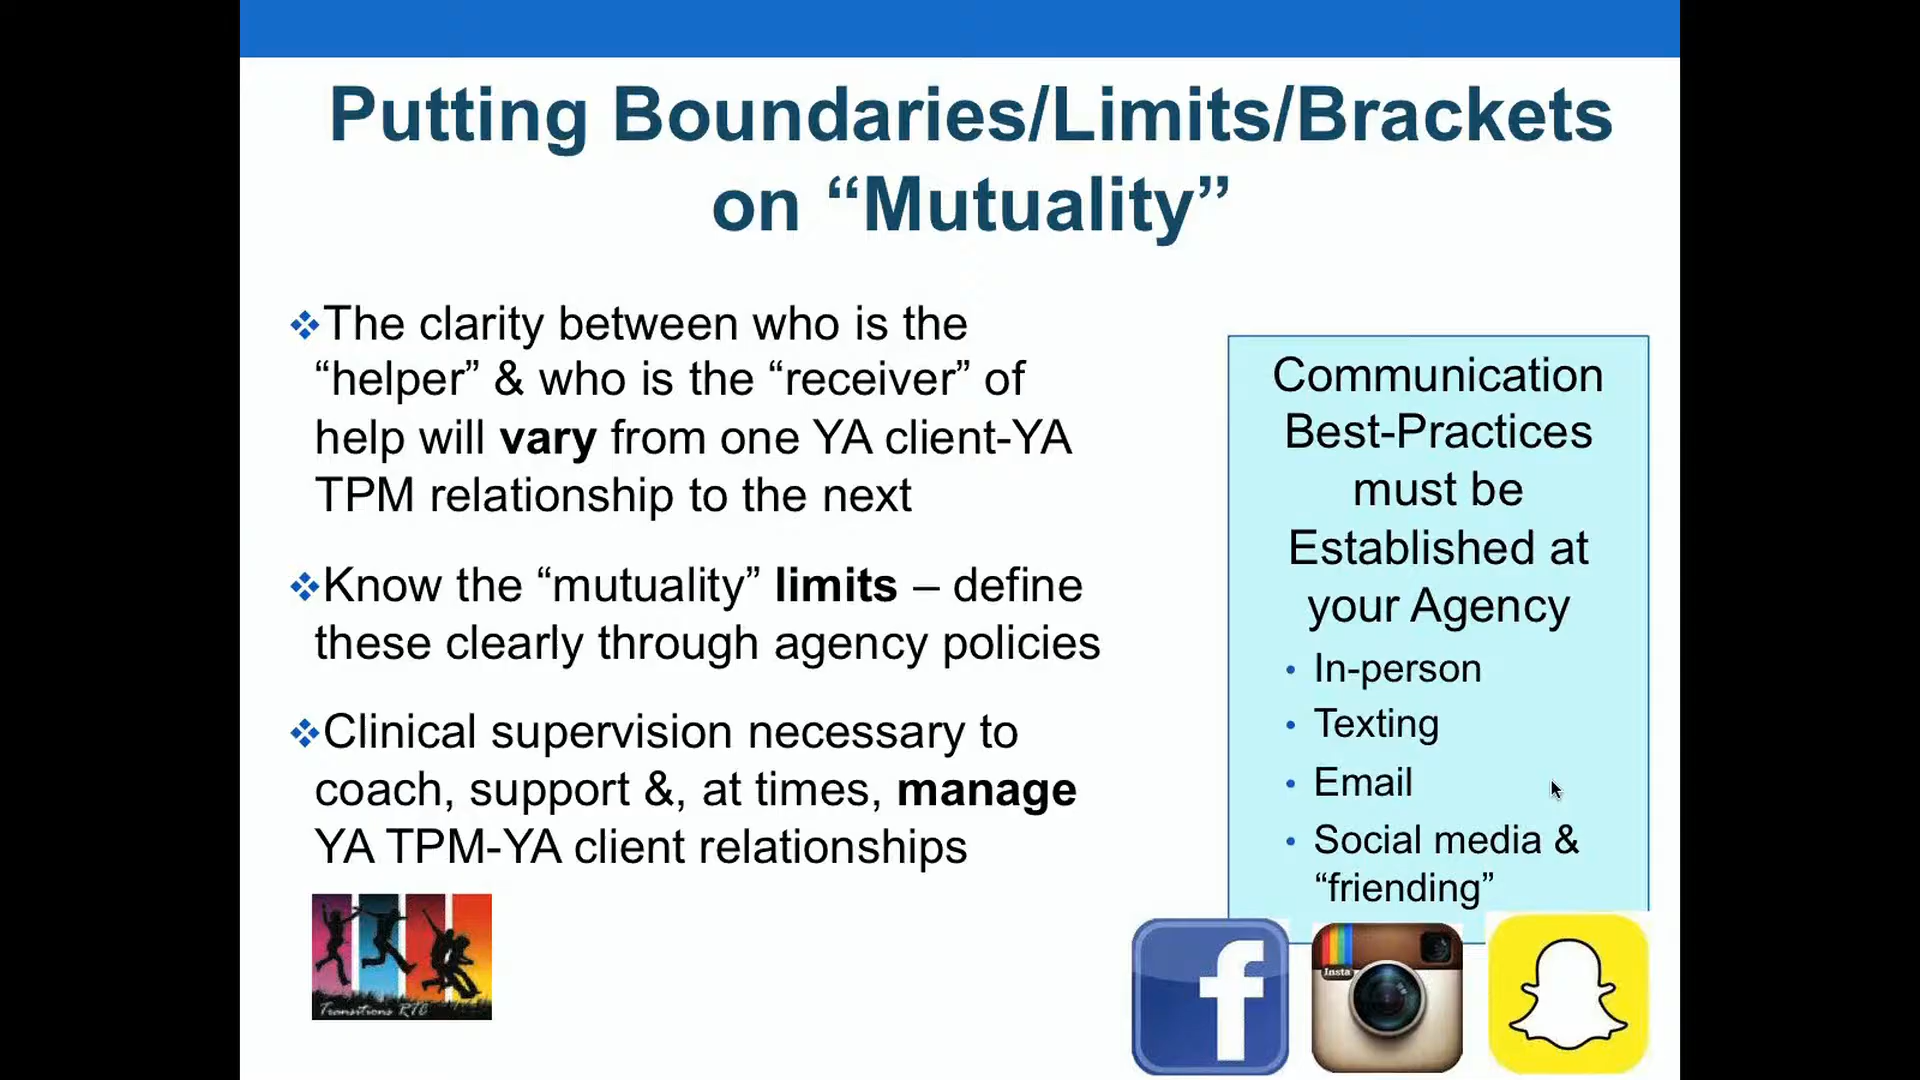 Putting Boundaries/Limits/Brackets
on “Mutuality”
❖The clarity between who is the
“helper” & who is the “receiver” of
help will vary from one YA client-YA
TPM relationship to the next
❖Know the “mutuality” limits – define
these clearly through agency policies
❖Clinical supervision necessary to
coach, support &, at times, manage
YA TPM-YA client relationships
Communication
Best-Practices
must be
Established at
your Agency
• In-person
• Texting
• Email
• Social media &
“friending”
Transitions RTC
f
Insta